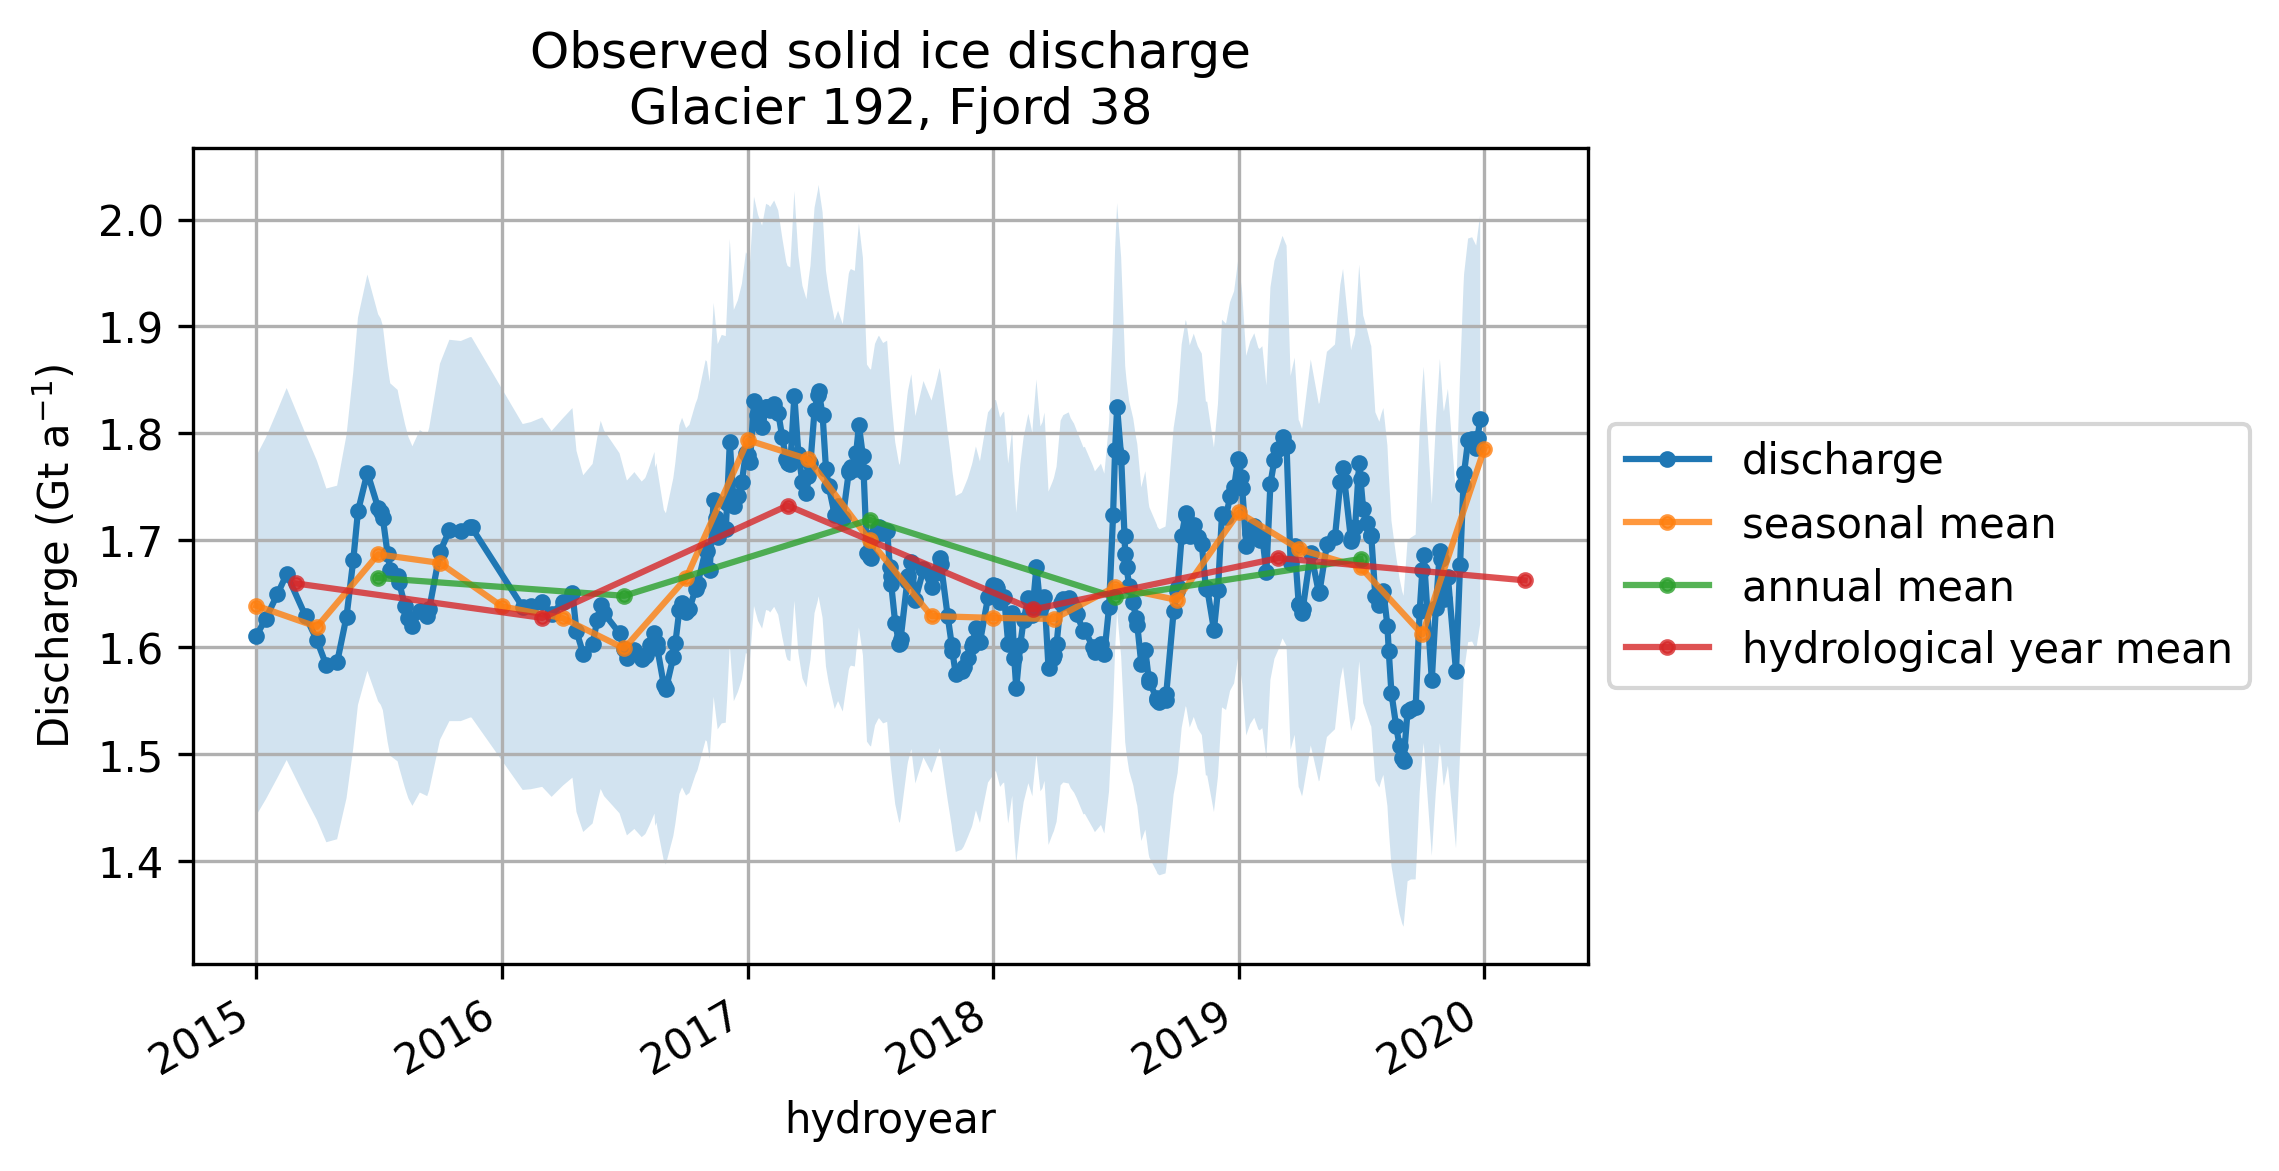 Observed solid ice discharge
Glacier 192, Fjord 38
Discharge (Gt a⁻¹)
2.0
1.9
1.8
1.7
1.6
1.5
1.4
2015 2016 2017 2018 2019 2020
hydroyear
discharge
seasonal mean
annual mean
hydrological year mean